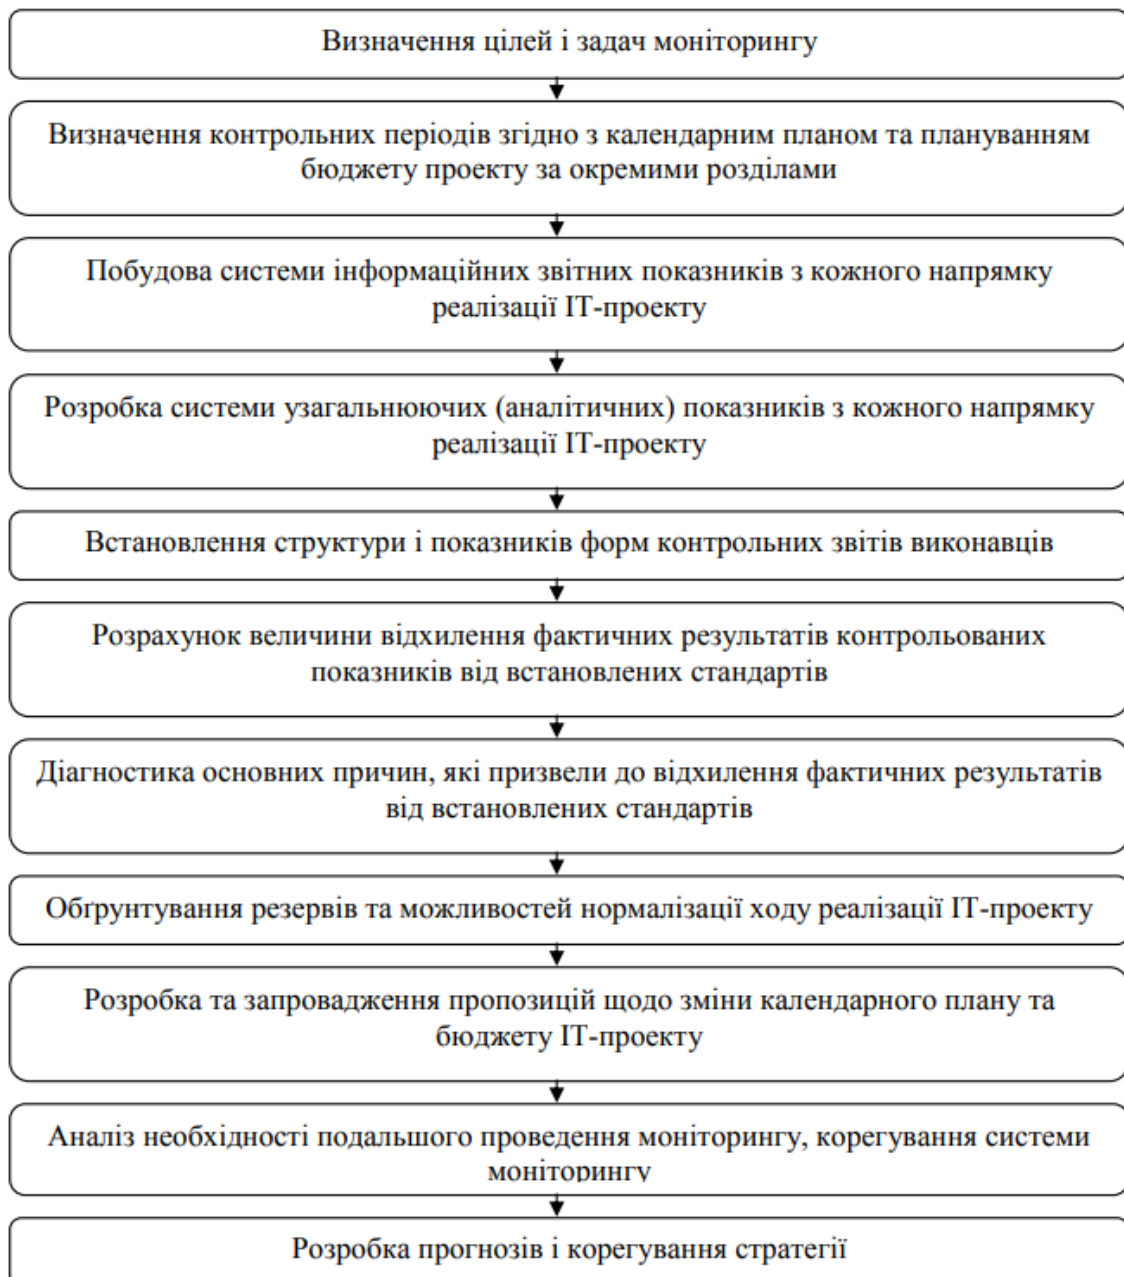 Визначення цілей і задач моніторингу
Визначення контрольних періодів згідно з календарним планом та плануванням
бюджету проекту за окремими розділами
Побудова системи інформаційних звітних показників з кожного напрямку
реалізації ІТ-проекту
Розробка системи узагальнюючих (аналітичних) показників з кожного напрямку
реалізації ІТ-проекту
Встановлення структури і показників форм контрольних звітів виконавців
Розрахунок величини відхилення фактичних результатів контрольованих
показників від встановлених стандартів
Діагностика основних причин, які призвели до відхилення фактичних результатів
від встановлених стандартів
Обґрунтування резервів та можливостей нормалізації ходу реалізації ІТ-проекту
Розробка та запровадження пропозицій щодо зміни календарного плану та
бюджету ІТ-проекту
Аналіз необхідності подальшого проведення моніторингу, корегування системи
моніторингу
Розробка прогнозів і корегування стратегії